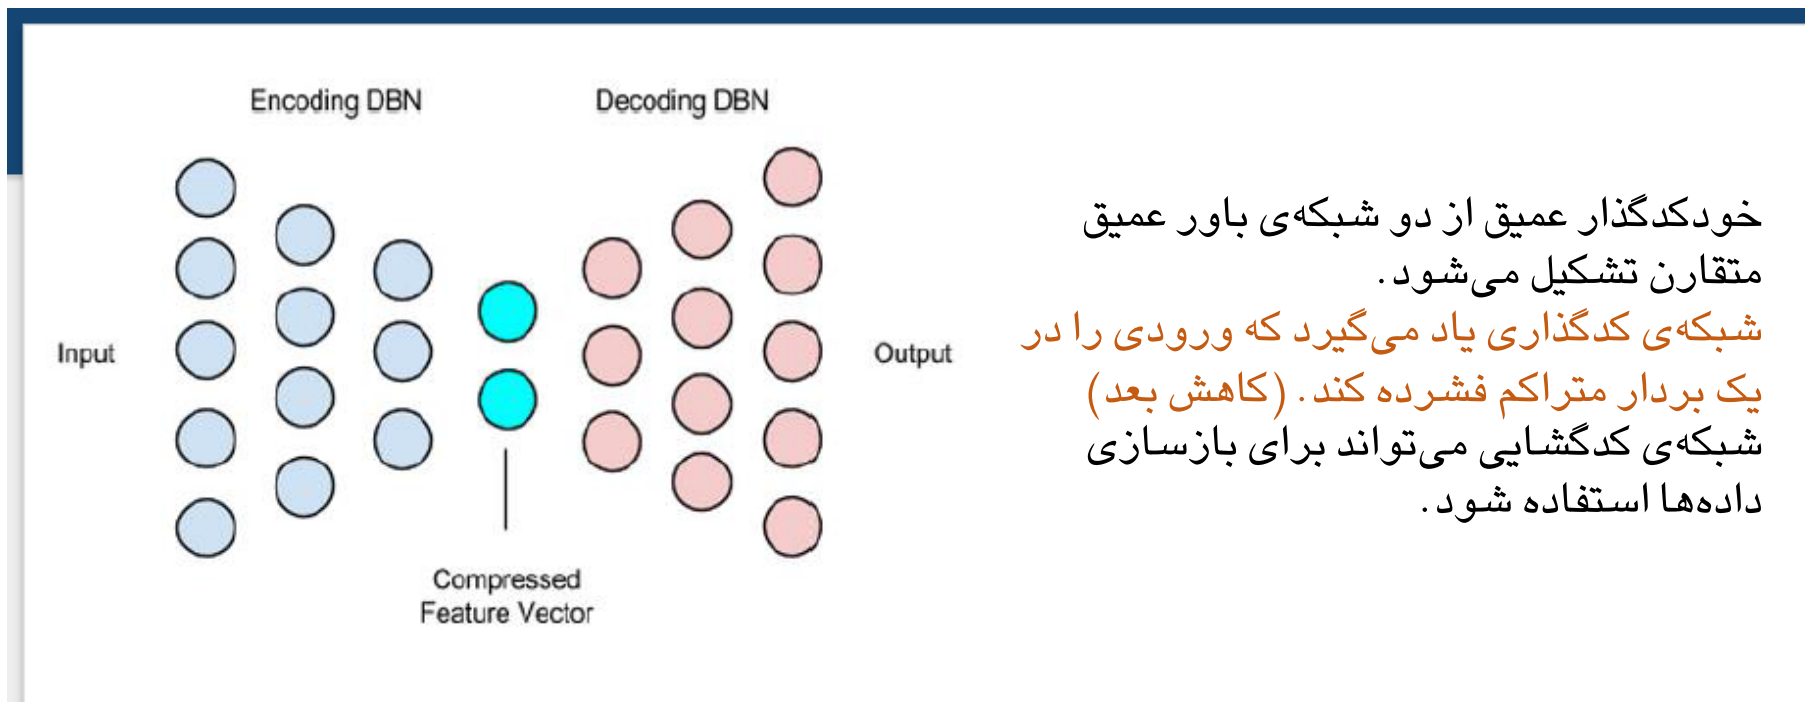 Encoding DBN
Decoding DBN
Input
Output
Compressed
Feature Vector
خودکدگذار عمیق از دو شبکه‌ی باور عمیق
متقارن تشکیل می‌شود.
شبکه‌ی کدگذاری یاد می‌گیرد که ورودی را در
یک بردار متراکم فشرده کند. (کاهش بعد)
شبکه‌ی کدگشایی می‌تواند برای بازسازی
داده‌ها استفاده شود.